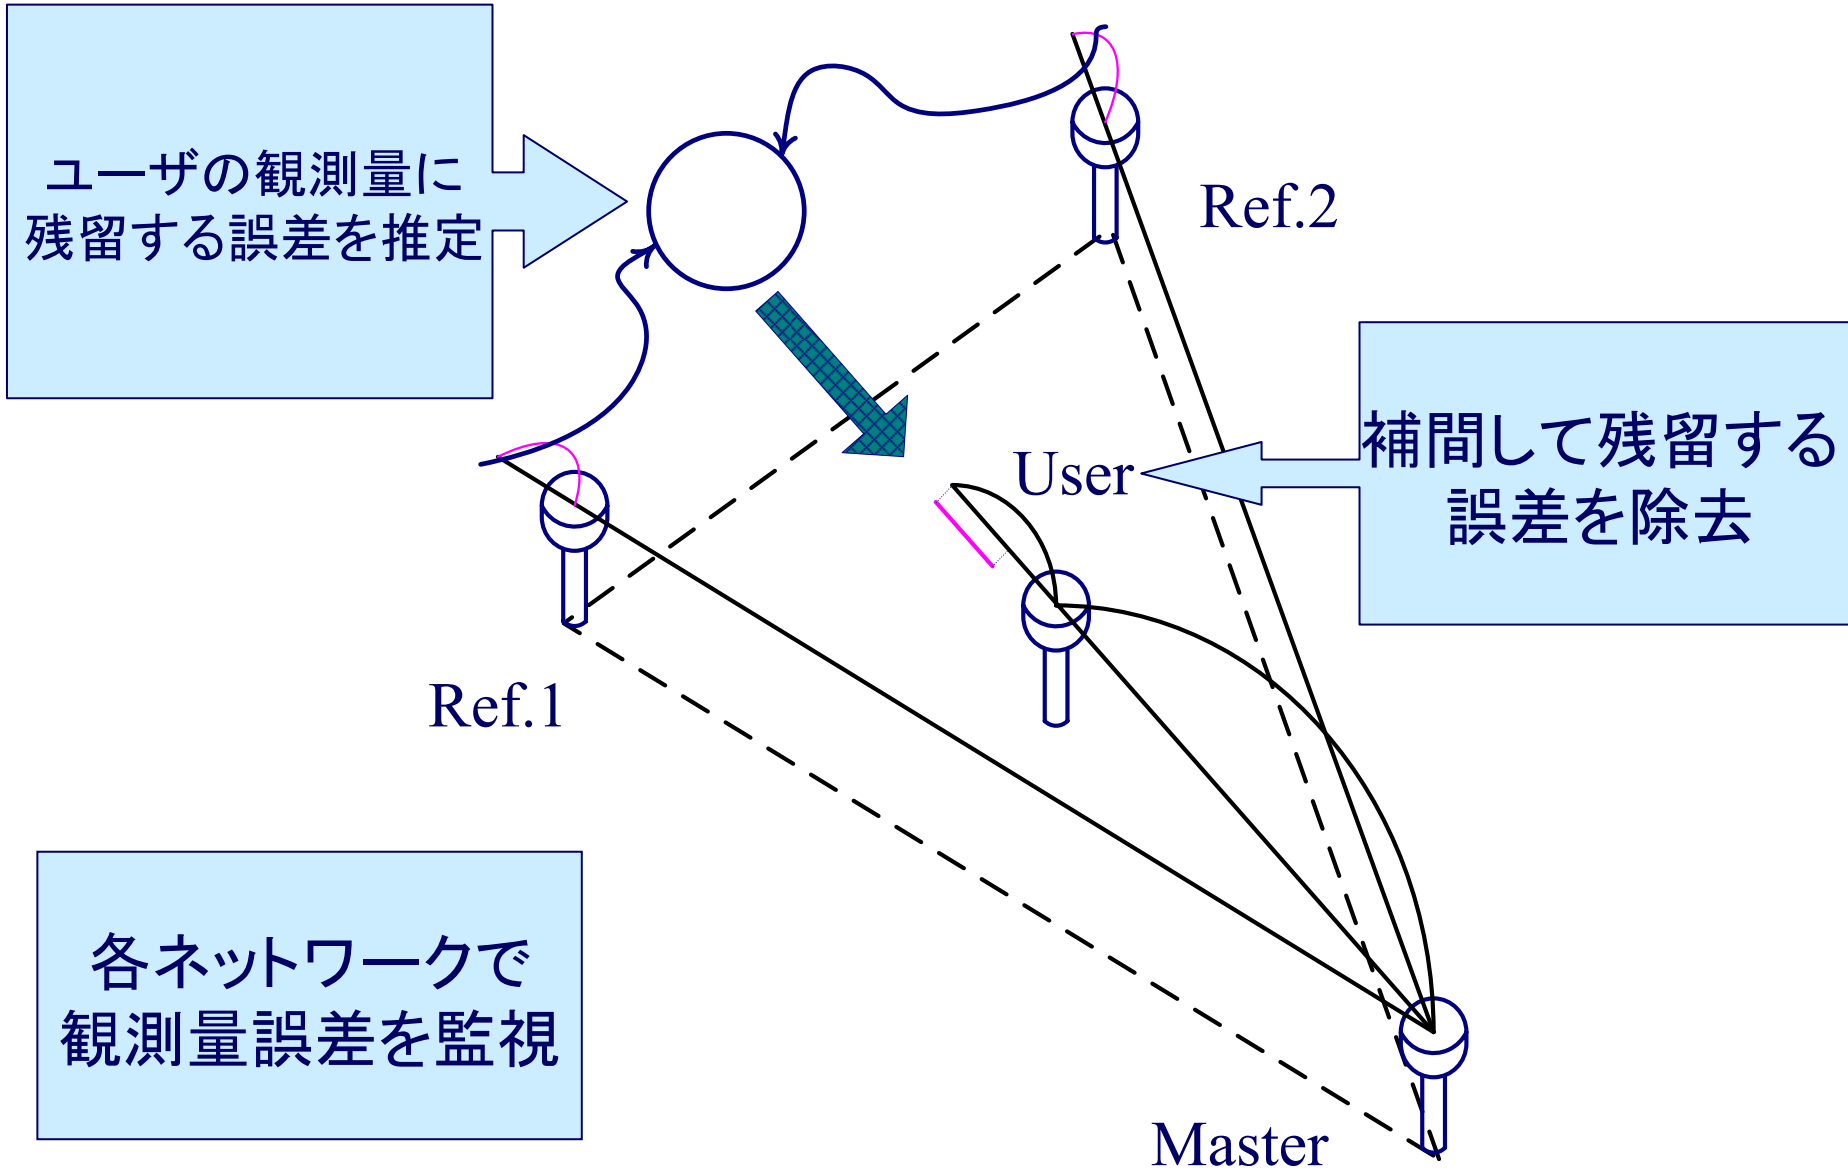 ユーザの観測量に
残留する誤差を推定
Ref.2
補間して残留する
誤差を除去
User
Ref.1
各ネットワークで
観測量誤差を監視
Master